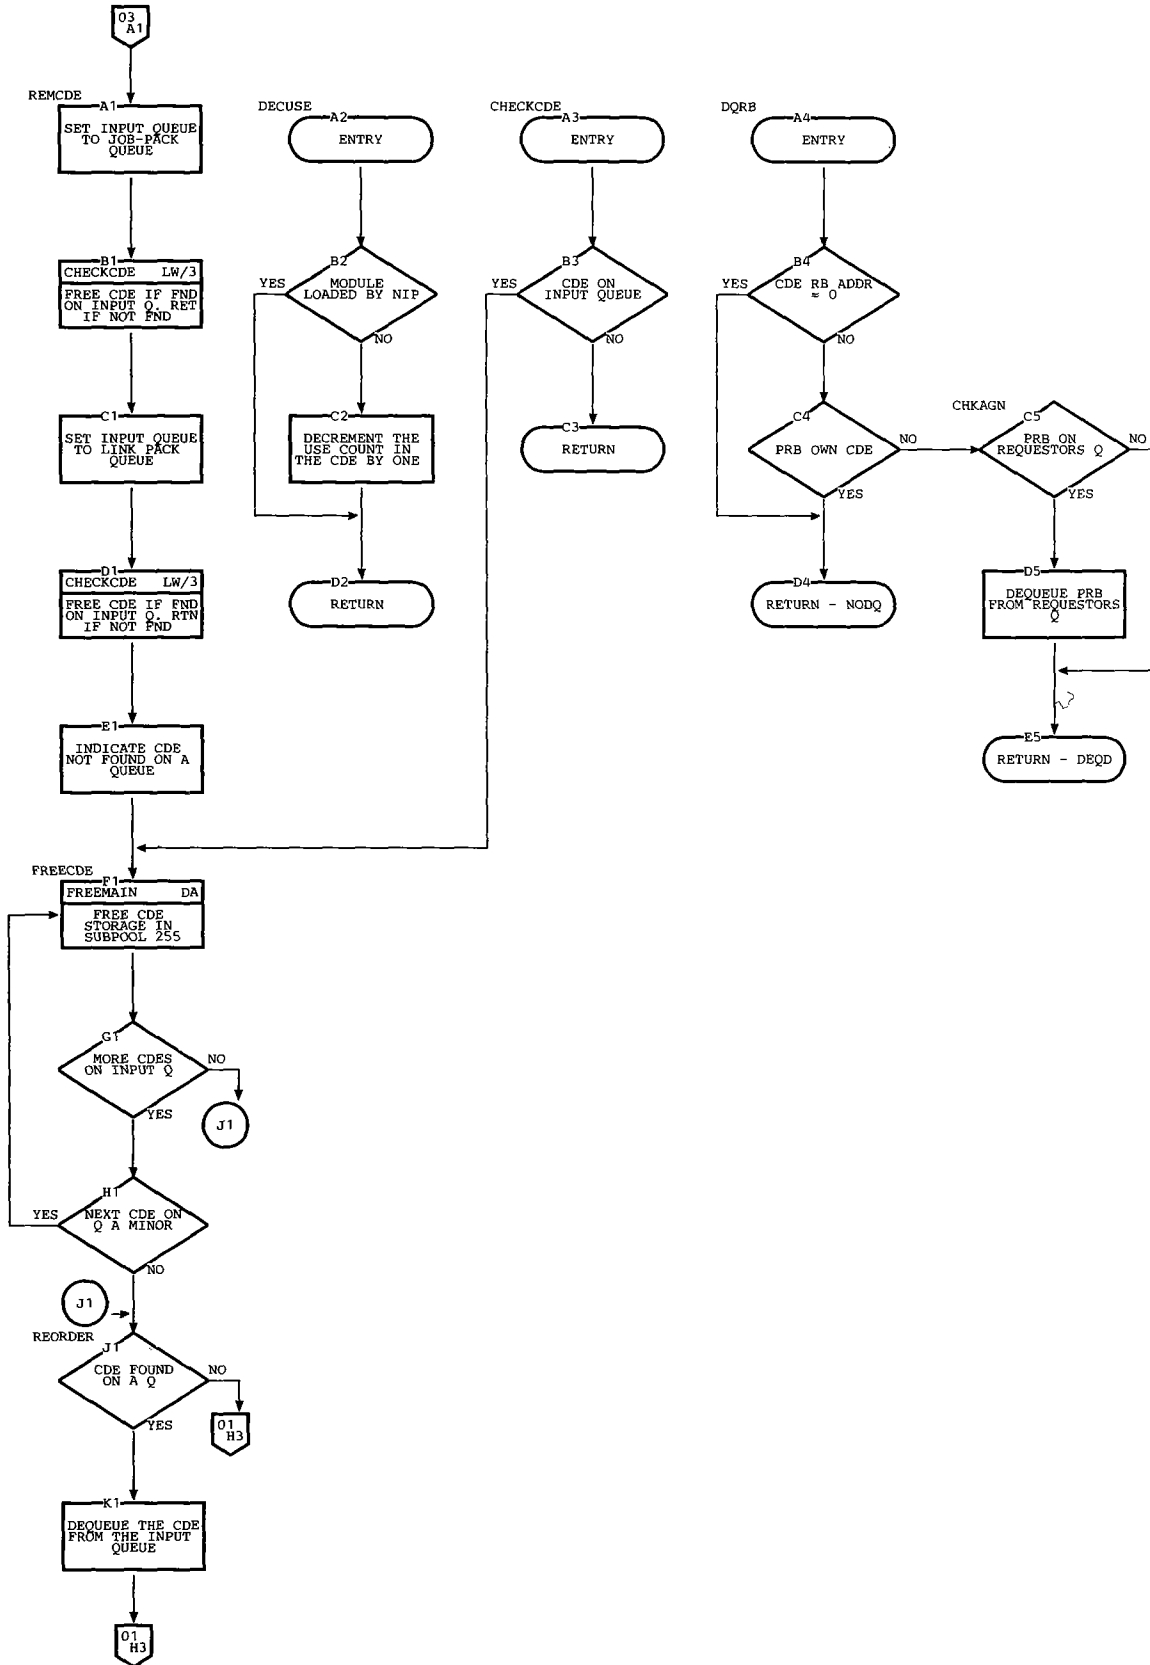 03
A1
REMCDE
A1
SET INPUT QUEUE
TO JOB-PACK
QUEUE
B1
CHECKCDE LW/3
FREE CDE IF FND
ON INPUT Q. RET
IF NOT FND
C1
SET INPUT QUEUE
TO LINK PACK
QUEUE
D1
CHECKCDE LW/3
FREE CDE IF FND
ON INPUT Q. RTN
IF NOT FND
E1
INDICATE CDE
NOT FOUND ON A
QUEUE
FREECDE
F1
FREEMAIN DA
FREE CDE
STORAGE IN
SUBPOOL 255
G1
MORE CDES
ON INPUT Q
NO
J1
YES
H1
YES
NEXT CDE ON
Q A MINOR
NO
J1
REORDER
J1
CDE FOUND
ON A Q
NO
01
H3
YES
K1
DEQUEUE THE CDE
FROM THE INPUT
QUEUE
01
H3
DECUSE
A2
ENTRY
B2
YES
MODULE
LOADED BY NIP
NO
C2
DECREMENT THE
USE COUNT IN
THE CDE BY ONE
D2
RETURN
CHECKCDE
A3
ENTRY
B3
YES
CDE ON
INPUT QUEUE
NO
C3
RETURN
DQRB
A4
ENTRY
B4
YES
CDE RB ADDR
= 0
NO
C4
PRB OWN CDE
NO
YES
D4
RETURN - NODQ
CHKAGN
C5
PRB ON
REQUESTORS Q
NO
YES
D5
DEQUEUE PRB
FROM REQUESTORS
Q
E5
RETURN - DEQD